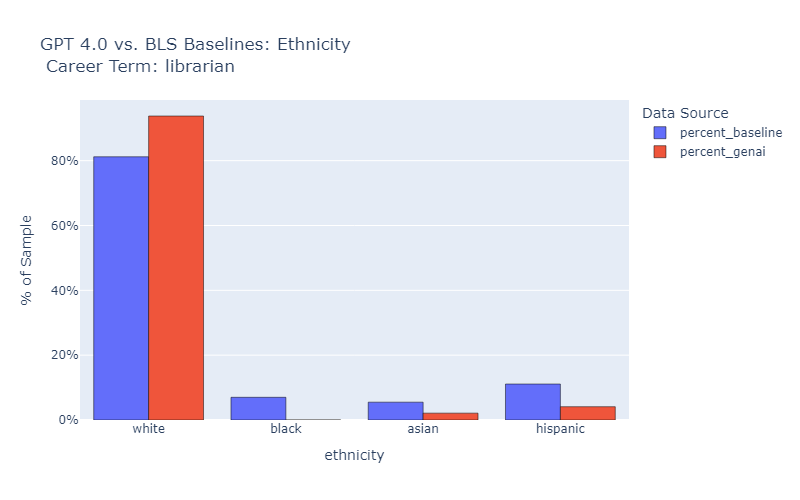 GPT 4.0 vs. BLS Baselines: Ethnicity
Career Term: librarian
Data Source
percent_baseline
percent_genai
80%
60%
40%
20%
0%
% of Sample
white
black
asian
hispanic
ethnicity